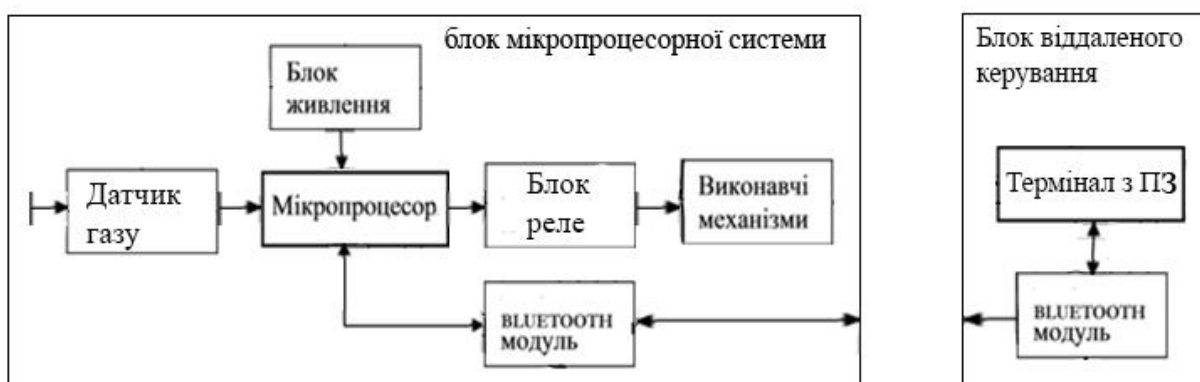 блок мікропроцесорної системи
Блок
живлення
Датчик
газу
Мікропроцесор
Блок
реле
Виконавчі
механізми
BLUETOOTH
МОДУЛЬ
Блок віддаленого
керування
Термінал з ПЗ
BLUETOOTH
МОДУЛЬ